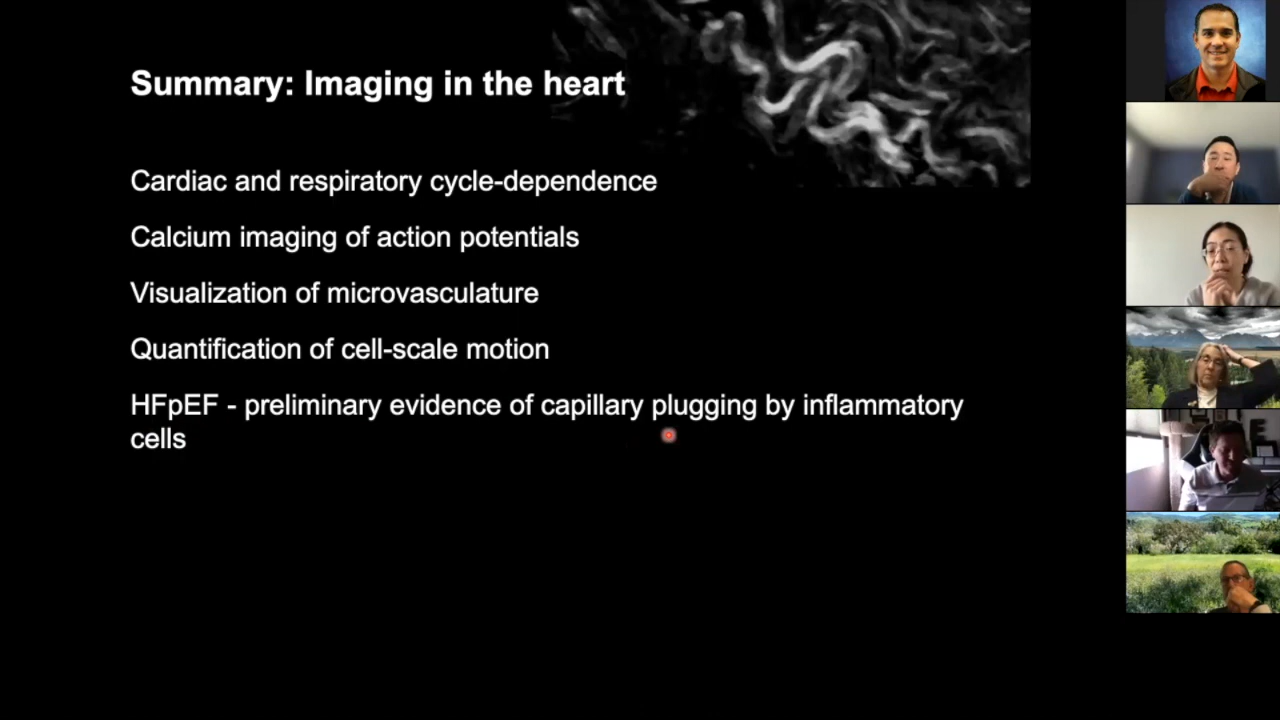 Summary: Imaging in the heart
Cardiac and respiratory cycle-dependence
Calcium imaging of action potentials
Visualization of microvasculature
Quantification of cell-scale motion
HFpEF - preliminary evidence of capillary plugging by inflammatory
cells